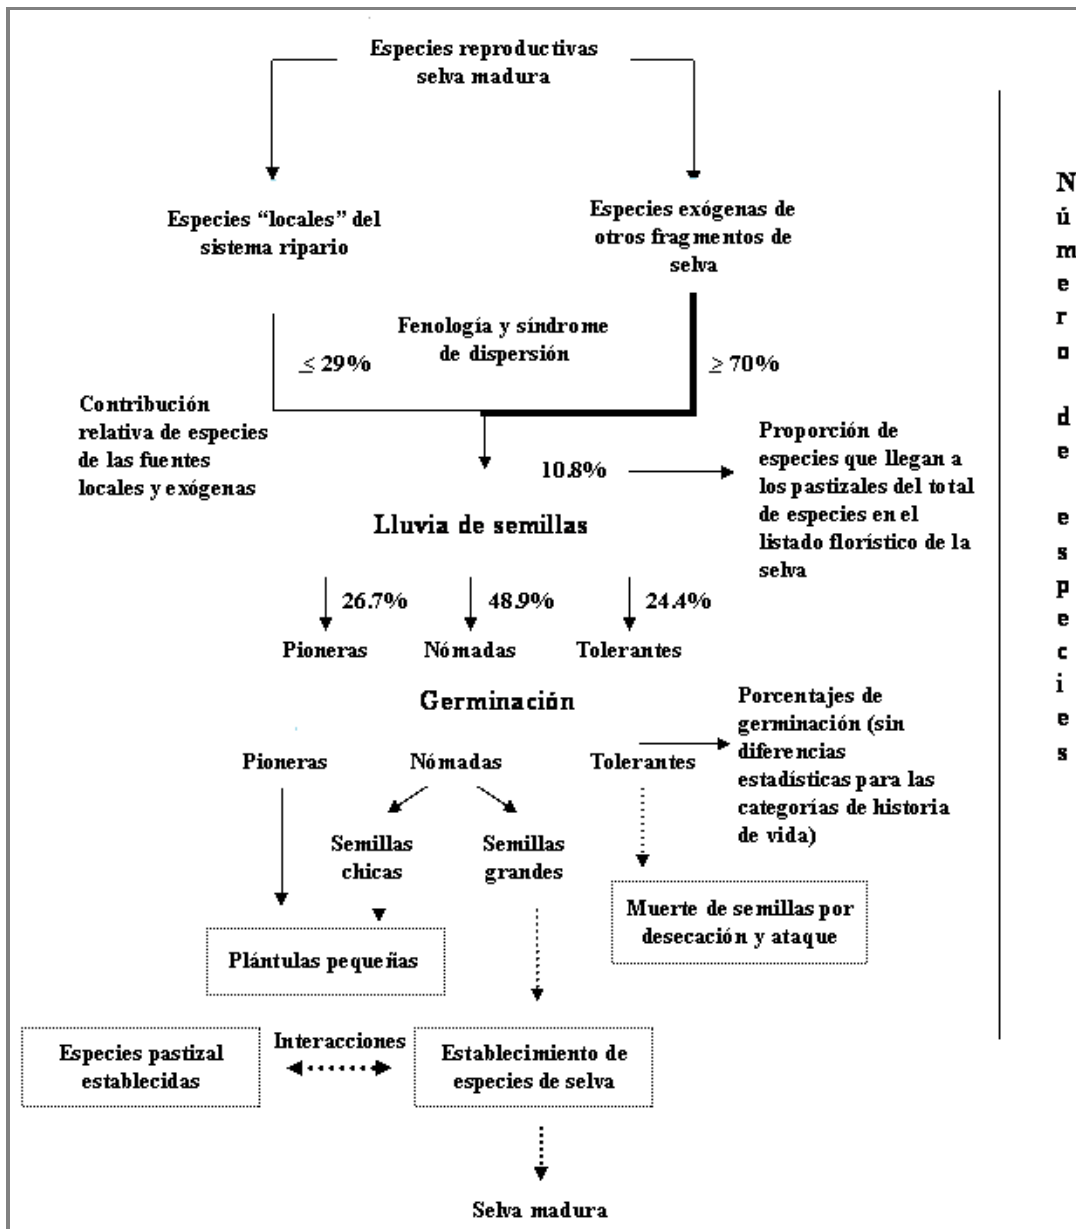 Especies reproductivas
selva madura
Especies “locales” del
sistema ripario
Especies exógenas de
otros fragmentos de
selva
Fenología y síndrome
de dispersión
≤ 29%
≥ 70%
Contribución
relativa de especies
de las fuentes
locales y exógenas
10.8%
Proporción de
especies que llegan a
los pastizales del total
de especies en el
listado florístico de la
selva
Lluvia de semillas
26.7%
48.9%
24.4%
Pioneras
Nómadas
Tolerantes
Germinación
Porcentajes de
germinación (sin
diferencias
estadísticas para las
categorías de historia
de vida)
Pioneras
Nómadas
Tolerantes
Semillas
chicas
Semillas
grandes
Muerte de semillas por
desecación y ataque
Plántulas pequeñas
Especies pastizal
establecidas
Interacciones
Establecimiento de
especies de selva
Selva madura
Número de especies